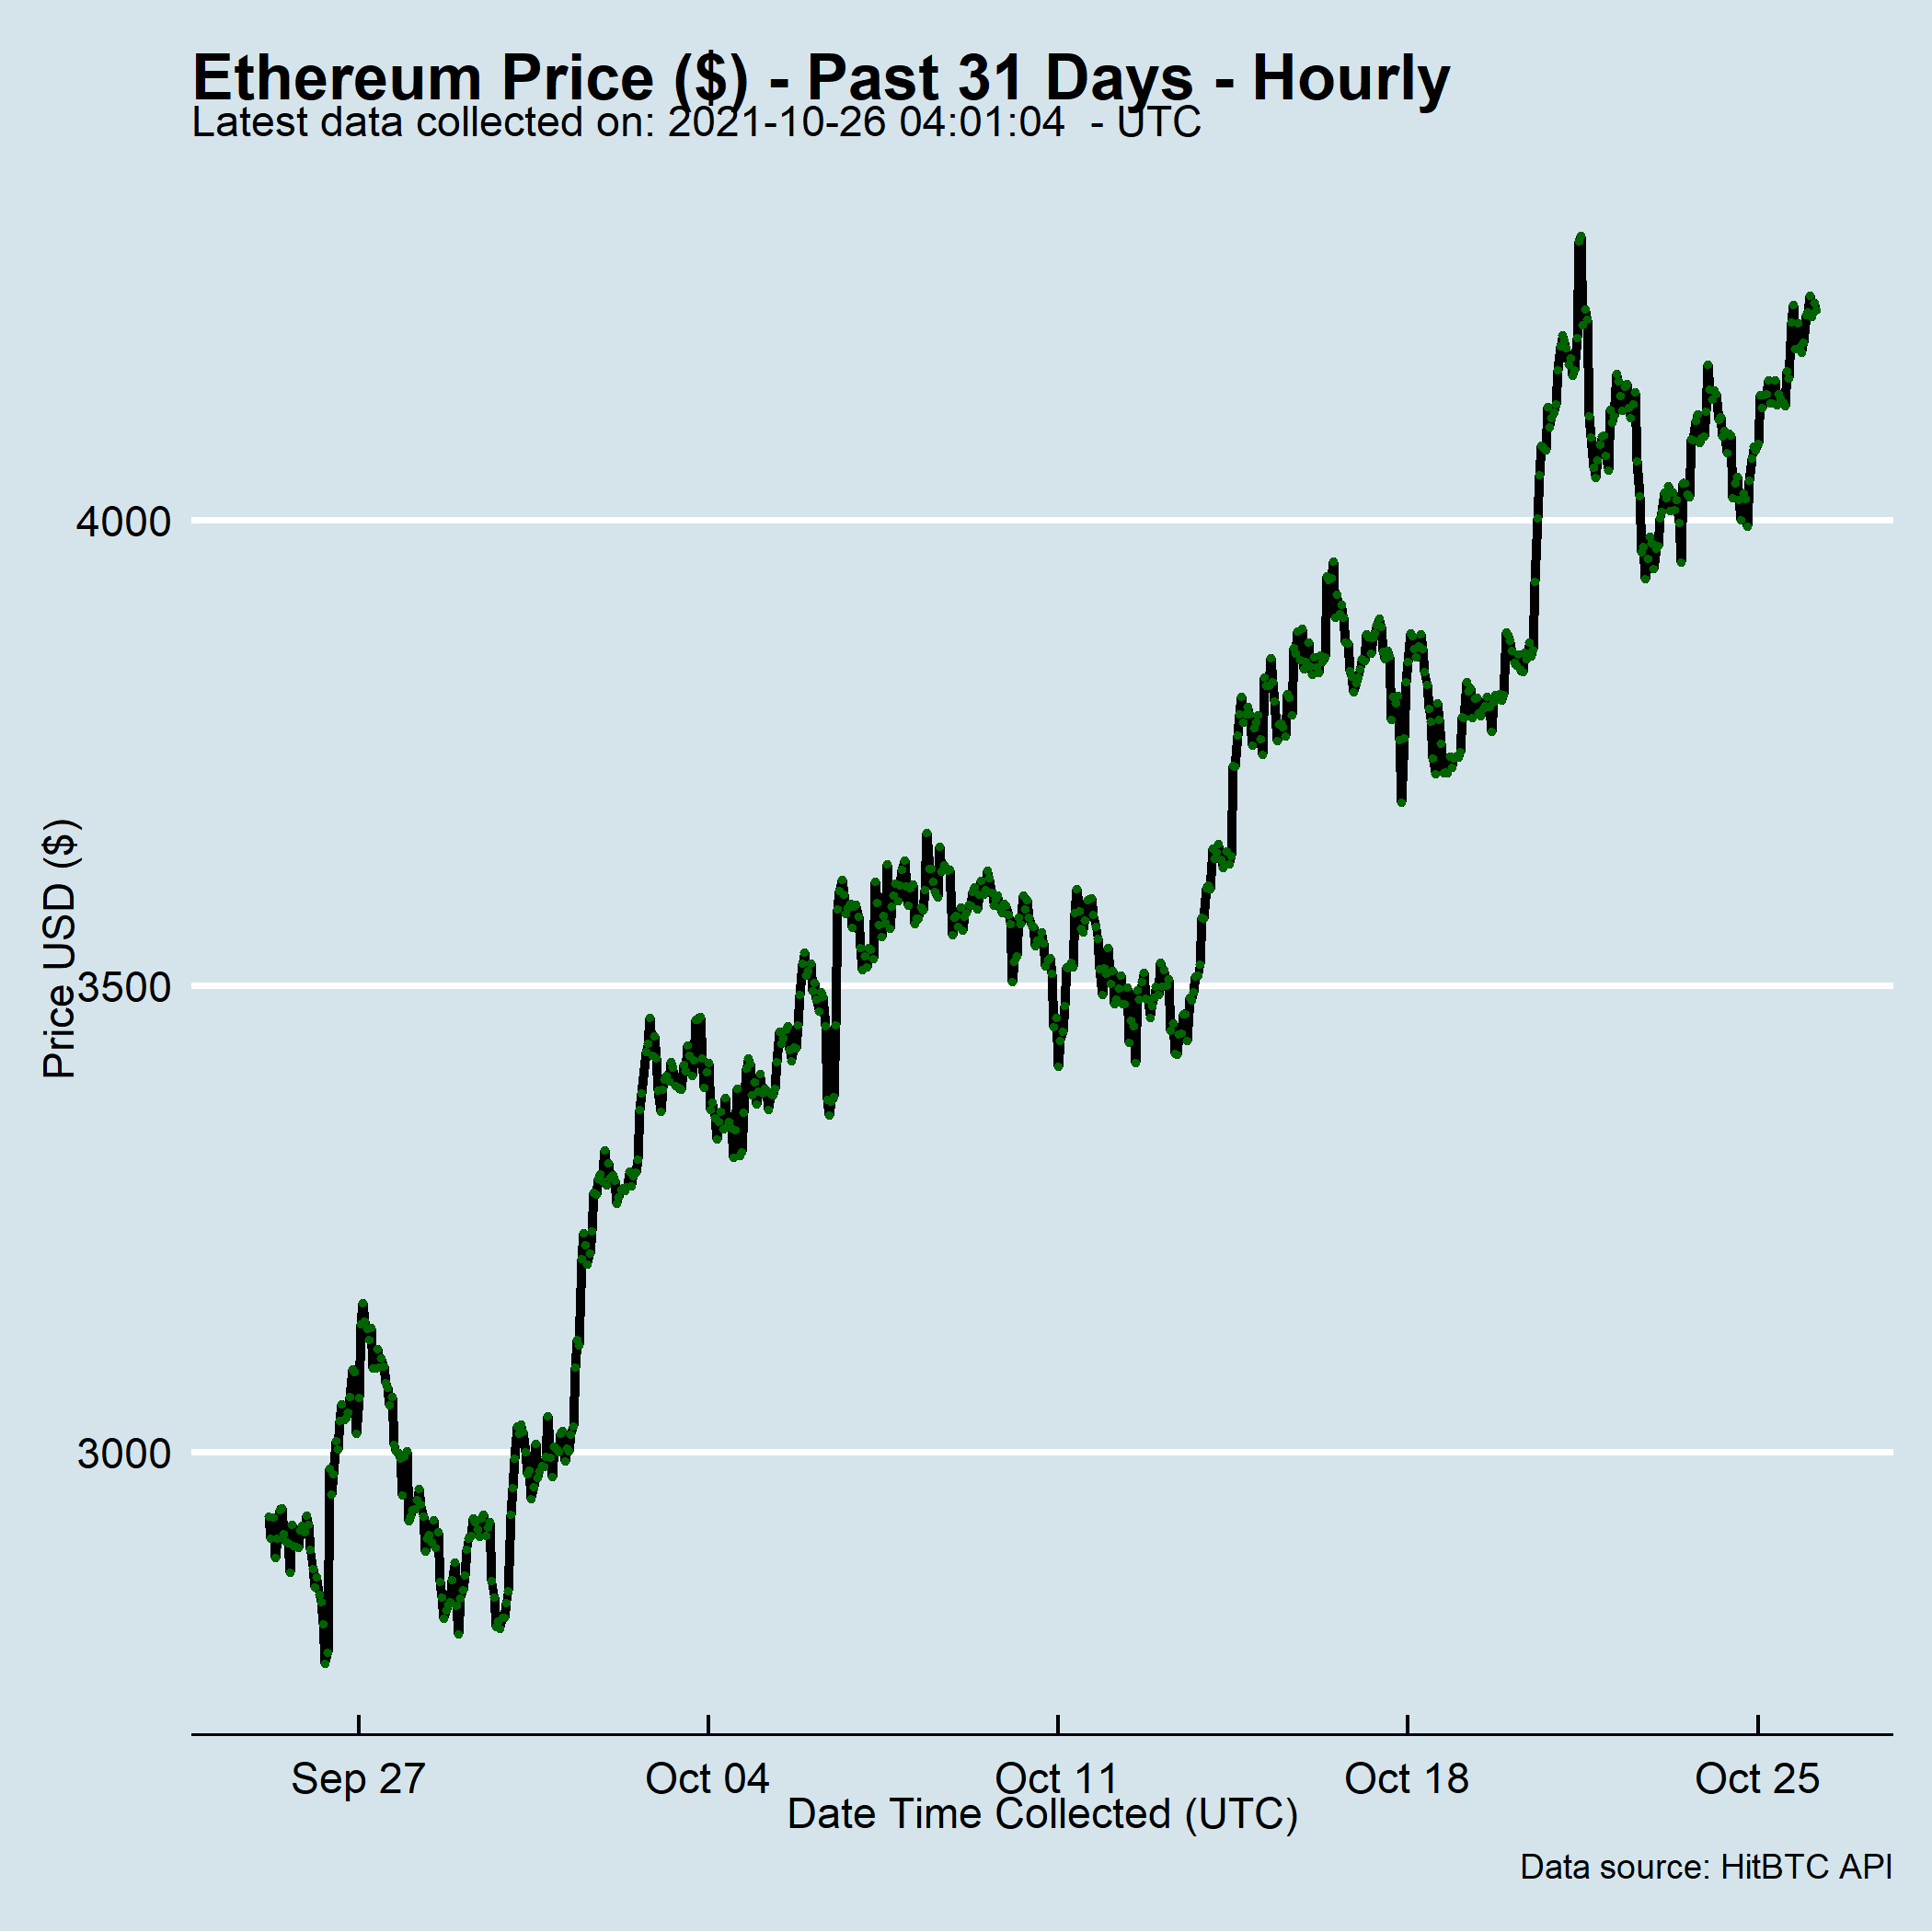 Ethereum Price ($) - Past 31 Days - Hourly
Latest data collected on: 2021-10-26 04:01:04  - UTC
Price USD ($)
4000
3500
3000
Sep 27
Oct 04
Oct 11
Oct 18
Oct 25
Date Time Collected (UTC)
Data source: HitBTC API